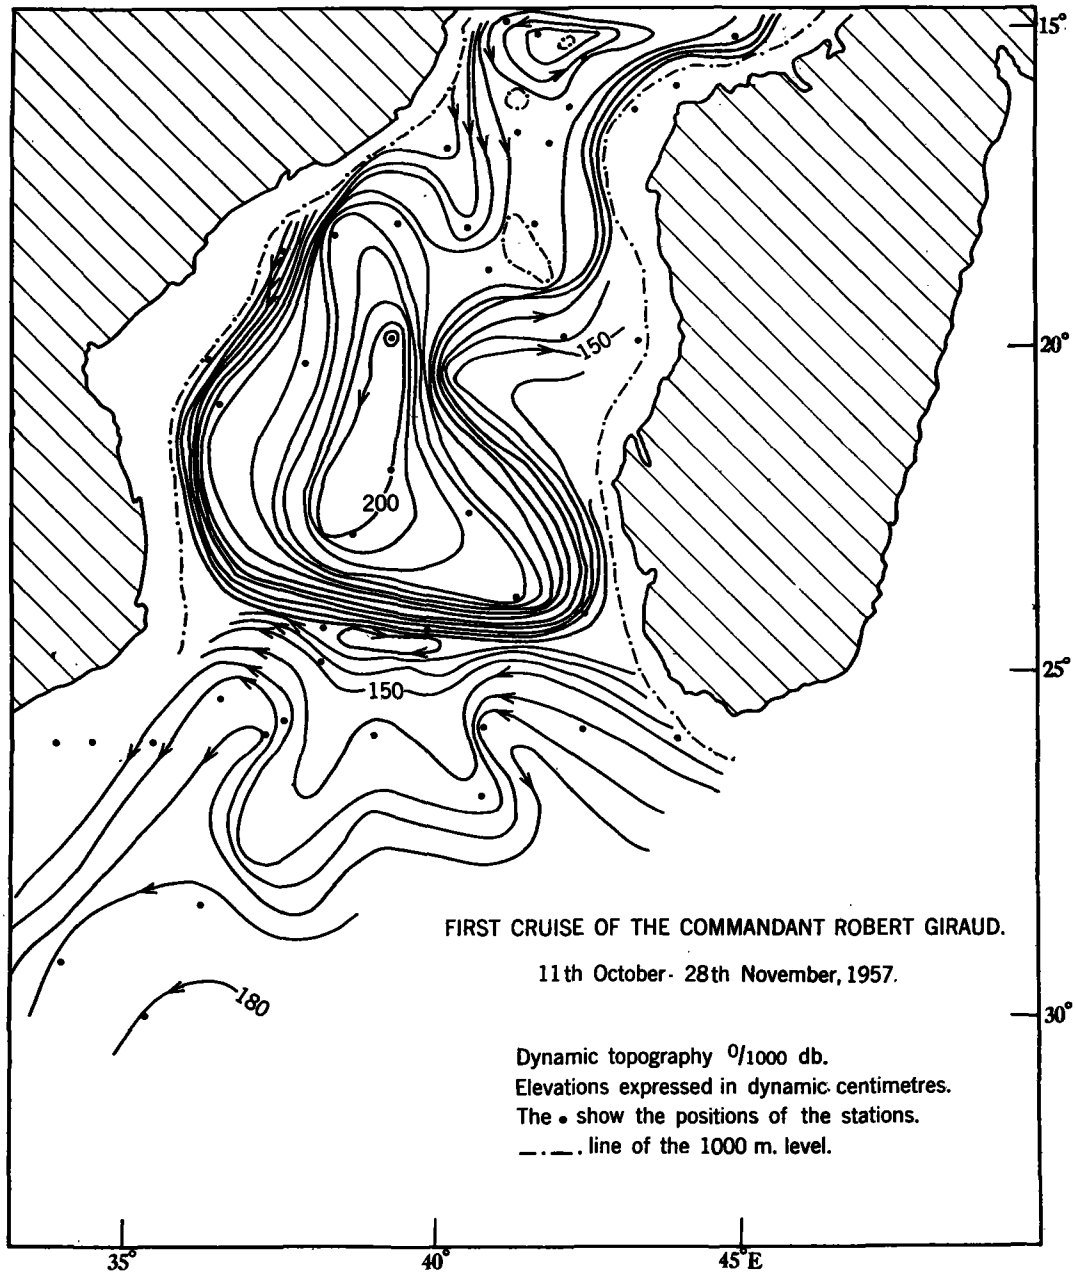 15°
150
20°
200
25°
150
FIRST CRUISE OF THE COMMANDANT ROBERT GIRAUD.
11th October - 28th November, 1957.
180
30°
Dynamic topography 0/1000 db.
Elevations expressed in dynamic centimetres.
The • show the positions of the stations.
—.—. line of the 1000 m. level.
35° 40° 45°E